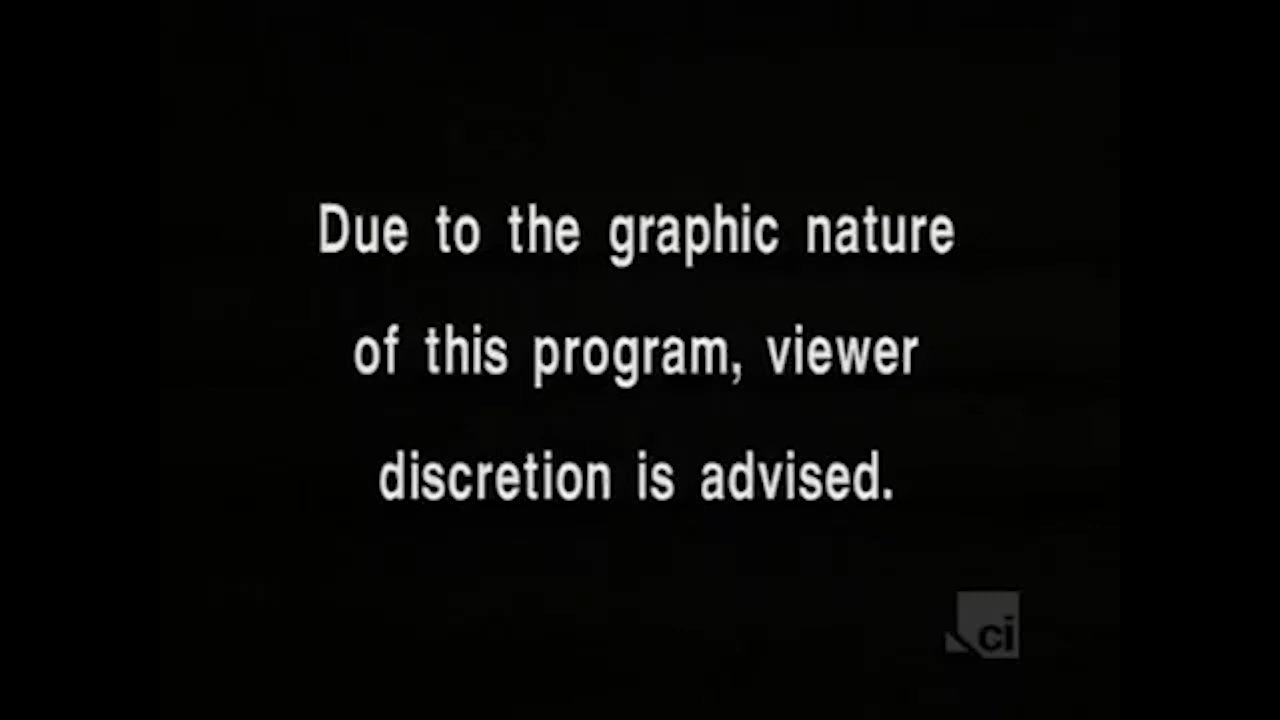 Due to the graphic nature
of this program, viewer
discretion is advised.
ci